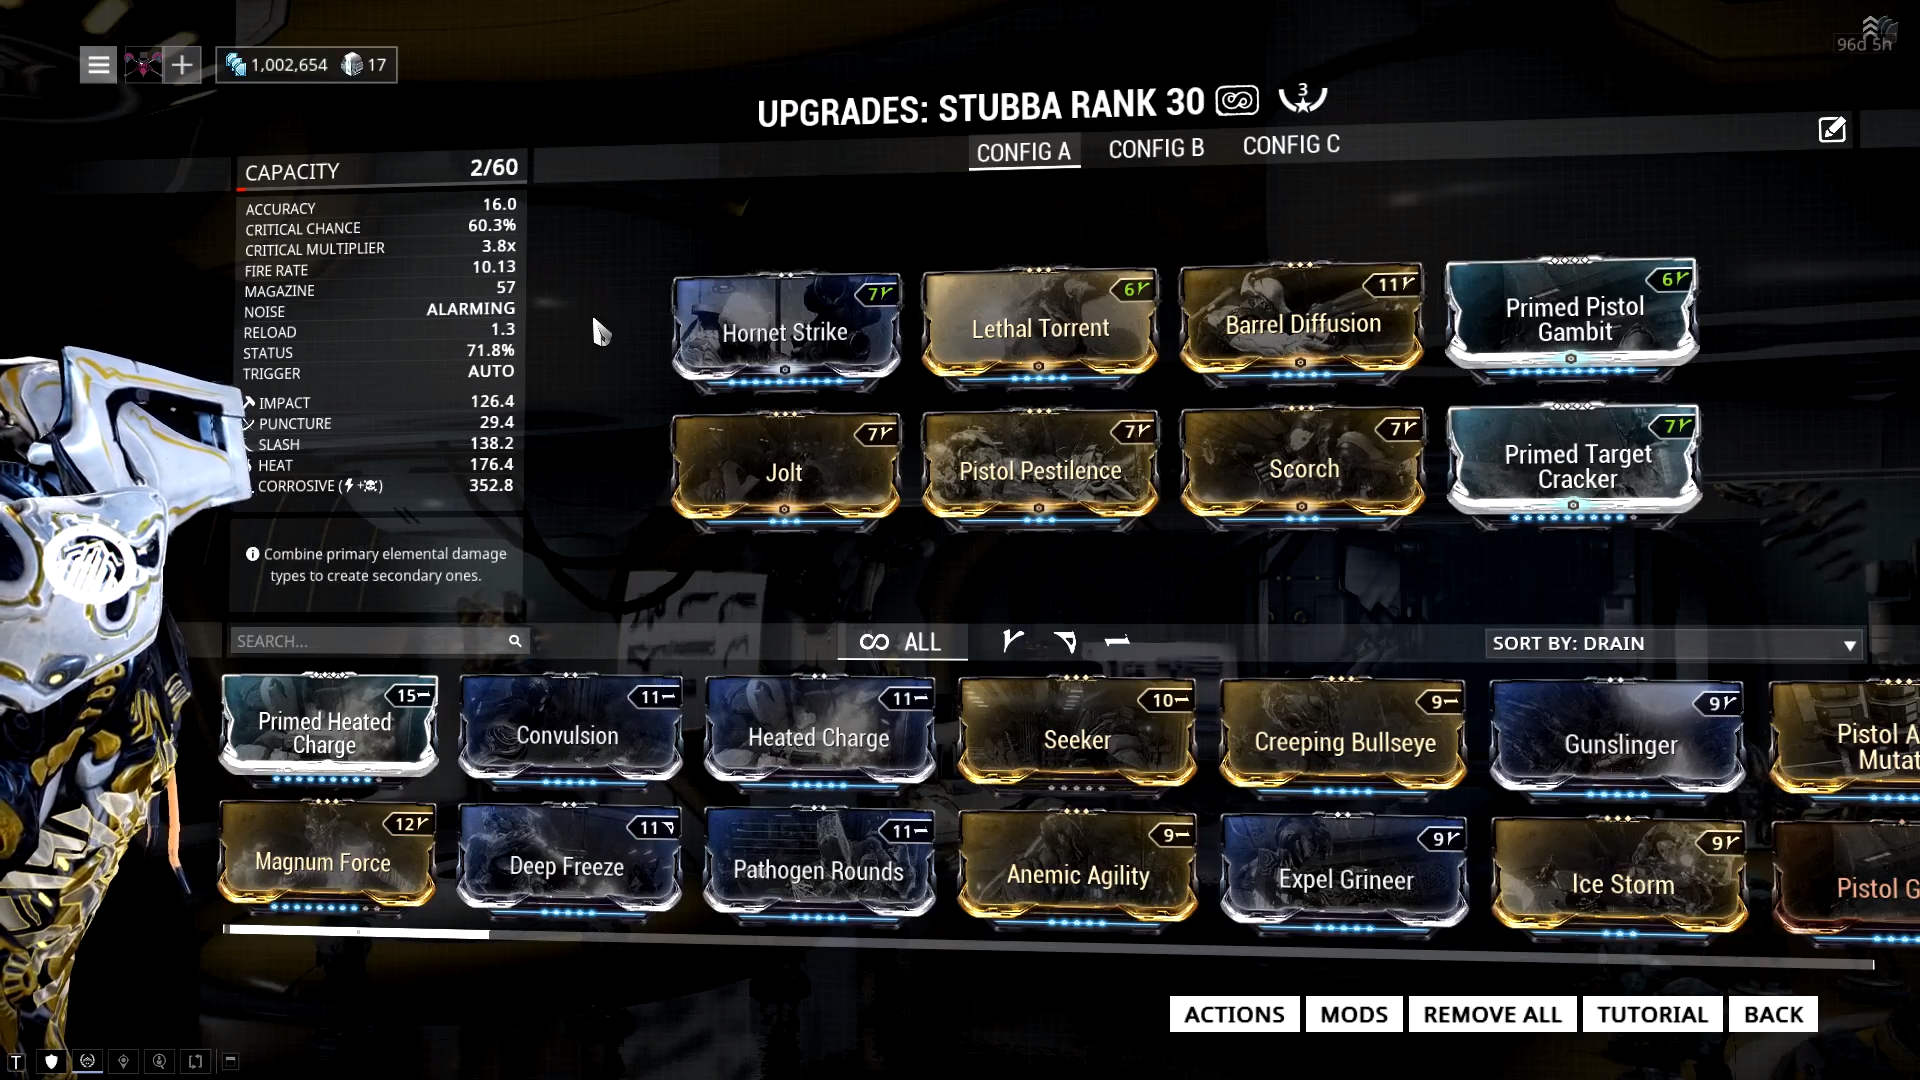 96d 5h
1,002,654 17
UPGRADES: STUBBA RANK 30 3
CONFIG A CONFIG B CONFIG C
CAPACITY 2/60
ACCURACY 16.0
CRITICAL CHANCE 60.3%
CRITICAL MULTIPLIER 3.8x
FIRE RATE 10.13
MAGAZINE 57
NOISE ALARMING
RELOAD 1.3
STATUS 71.8%
TRIGGER AUTO
IMPACT 126.4
PUNCTURE 29.4
SLASH 138.2
HEAT 176.4
CORROSIVE ( + ) 352.8
Combine primary elemental damage
types to create secondary ones.
7 6 11 6
Hornet Strike Lethal Torrent Barrel Diffusion Primed Pistol
Gambit
7 7 7 7
Jolt Pistol Pestilence Scorch Primed Target
Cracker
SEARCH... ALL SORT BY: DRAIN
15 11 11 10 9 9
Primed Heated
Charge Convulsion Heated Charge Seeker Creeping Bullseye Gunslinger Pistol A
Mutat
12 11 11 9 9 9
Magnum Force Deep Freeze Pathogen Rounds Anemic Agility Expel Grineer Ice Storm Pistol G
ACTIONS MODS REMOVE ALL TUTORIAL BACK
T